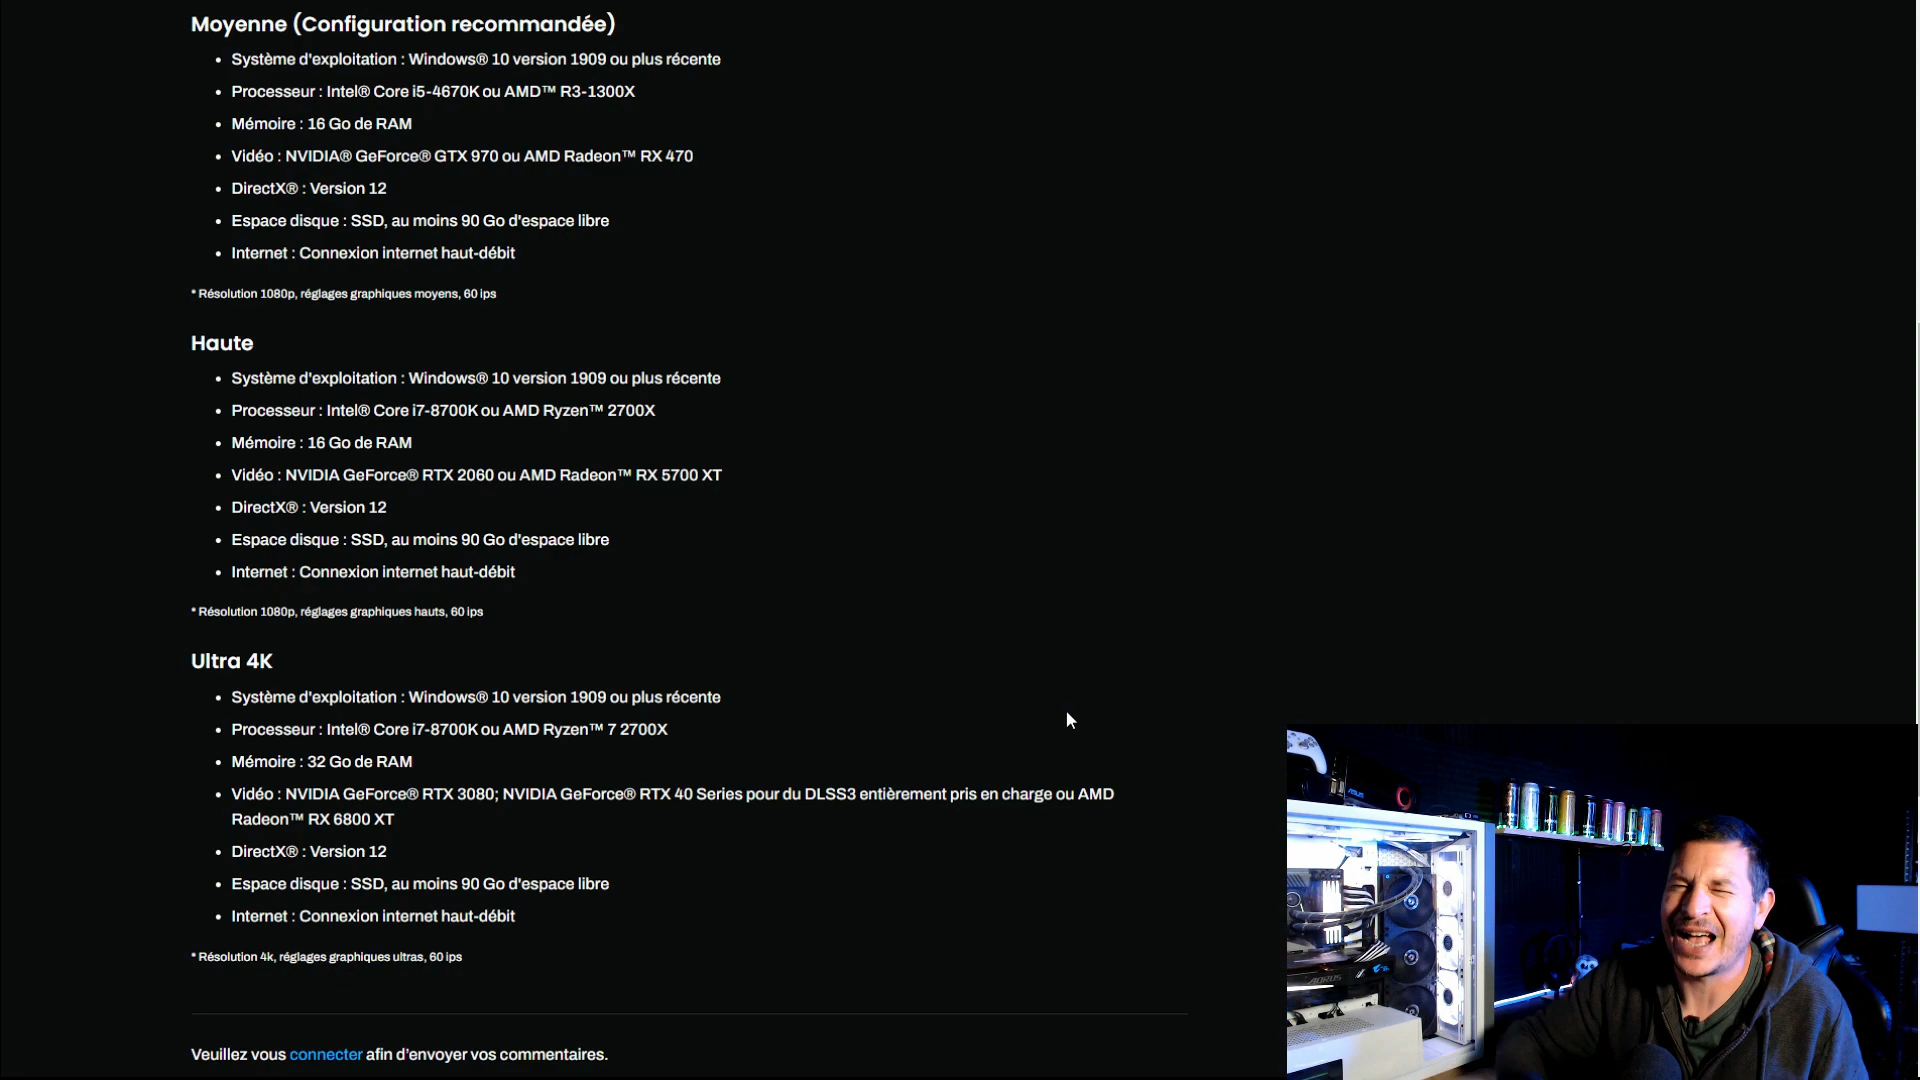 Moyenne (Configuration recommandée)
• Système d'exploitation : Windows® 10 version 1909 ou plus récente
• Processeur : Intel® Core i5-4670K ou AMD™ R3-1300X
• Mémoire : 16 Go de RAM
• Vidéo : NVIDIA® GeForce® GTX 970 ou AMD Radeon™ RX 470
• DirectX® : Version 12
• Espace disque : SSD, au moins 90 Go d'espace libre
• Internet : Connexion internet haut-débit
* Résolution 1080p, réglages graphiques moyens, 60 ips
Haute
• Système d'exploitation : Windows® 10 version 1909 ou plus récente
• Processeur : Intel® Core i7-8700K ou AMD Ryzen™ 2700X
• Mémoire : 16 Go de RAM
• Vidéo : NVIDIA GeForce® RTX 2060 ou AMD Radeon™ RX 5700 XT
• DirectX® : Version 12
• Espace disque : SSD, au moins 90 Go d'espace libre
• Internet : Connexion internet haut-débit
* Résolution 1080p, réglages graphiques hauts, 60 ips
Ultra 4K
• Système d'exploitation : Windows® 10 version 1909 ou plus récente
• Processeur : Intel® Core i7-8700K ou AMD Ryzen™ 7 2700X
• Mémoire : 32 Go de RAM
• Vidéo : NVIDIA GeForce® RTX 3080; NVIDIA GeForce® RTX 40 Series pour du DLSS3 entièrement pris en charge ou AMD
Radeon™ RX 6800 XT
• DirectX® : Version 12
• Espace disque : SSD, au moins 90 Go d'espace libre
• Internet : Connexion internet haut-débit
* Résolution 4k, réglages graphiques ultras, 60 ips
Veuillez vous connecter afin d’envoyer vos commentaires.
ASUS
AORUS